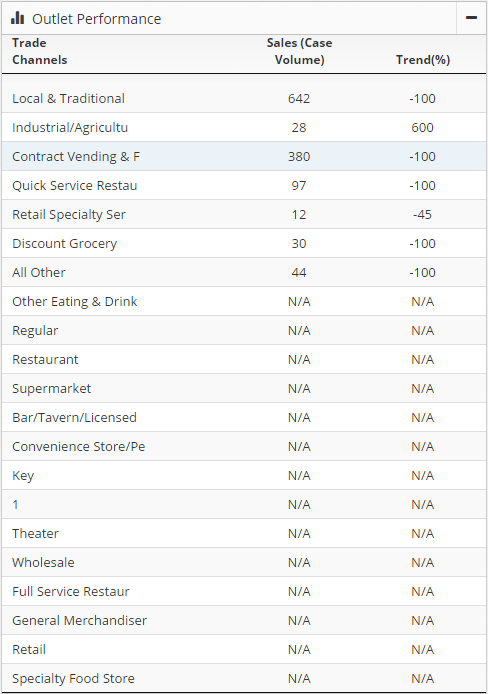 Outlet Performance
Trade Channels Sales (Case Volume) Trend(%)
Local & Traditional 642 -100
Industrial/Agricultu 28 600
Contract Vending & F 380 -100
Quick Service Restau 97 -100
Retail Specialty Ser 12 -45
Discount Grocery 30 -100
All Other 44 -100
Other Eating & Drink N/A N/A
Regular N/A N/A
Restaurant N/A N/A
Supermarket N/A N/A
Bar/Tavern/Licensed N/A N/A
Convenience Store/Pe N/A N/A
Key N/A N/A
1 N/A N/A
Theater N/A N/A
Wholesale N/A N/A
Full Service Restaur N/A N/A
General Merchandiser N/A N/A
Retail N/A N/A
Specialty Food Store N/A N/A